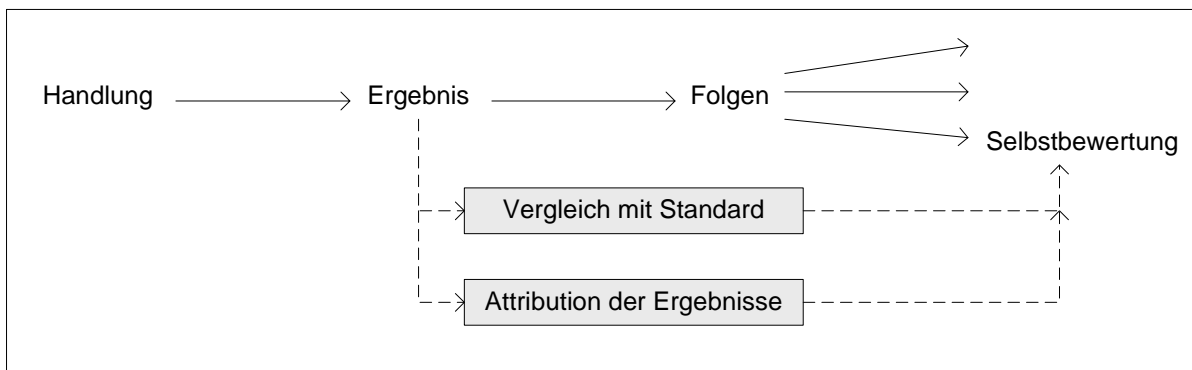 Handlung
Ergebnis
Folgen
Selbstbewertung
Vergleich mit Standard
Attribution der Ergebnisse